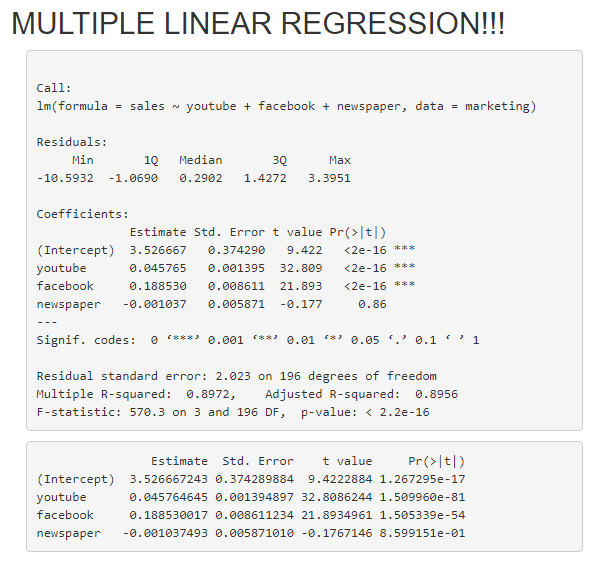 MULTIPLE LINEAR REGRESSION!!!
Call:
lm(formula = sales ~ youtube + facebook + newspaper, data = marketing)
Residuals:
Min 1Q Median 3Q Max
-10.5932 -1.0690 0.2902 1.4272 3.3951
Coefficients:
Estimate Std. Error t value Pr(>|t|)
(Intercept) 3.526667 0.374290 9.422 <2e-16 ***
youtube 0.045765 0.001395 32.809 <2e-16 ***
facebook 0.188530 0.008611 21.893 <2e-16 ***
newspaper -0.001037 0.005871 -0.177 0.86
---
Signif. codes: 0 ‘***’ 0.001 ‘**’ 0.01 ‘*’ 0.05 ‘.’ 0.1 ‘ ’ 1
Residual standard error: 2.023 on 196 degrees of freedom
Multiple R-squared: 0.8972, Adjusted R-squared: 0.8956
F-statistic: 570.3 on 3 and 196 DF, p-value: < 2.2e-16
Estimate Std. Error t value Pr(>|t|)
(Intercept) 3.526667243 0.374289884 9.4222884 1.267295e-17
youtube 0.045764645 0.001394897 32.8086244 1.509960e-81
facebook 0.188530017 0.008611234 21.8934961 1.505339e-54
newspaper -0.001037493 0.005871010 -0.1767146 8.599151e-01